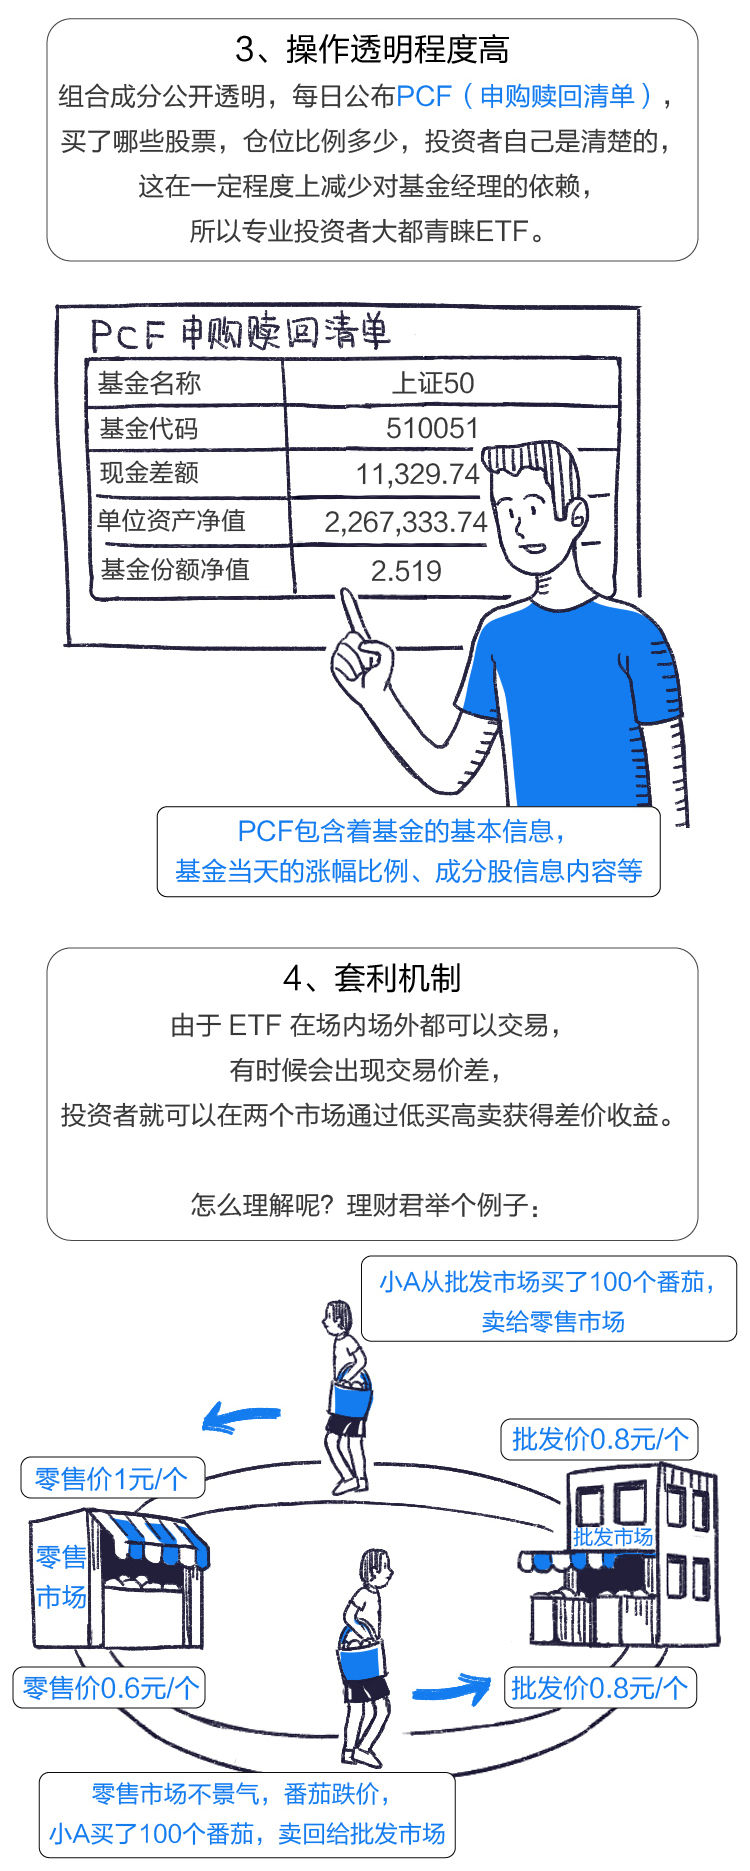 3、操作透明程度高
组合成分公开透明，每日公布PCF（申购赎回清单），
买了哪些股票，仓位比例多少，投资者自己是清楚的，
这在一定程度上减少对基金经理的依赖，
所以专业投资者大都青睐ETF。
PCF 申购赎回清单
基金名称 上证50
基金代码 510051
现金差额 11,329.74
单位资产净值 2,267,333.74
基金份额净值 2.519
PCF包含着基金的基本信息，
基金当天的涨幅比例、成分股信息内容等
4、套利机制
由于 ETF 在场内场外都可以交易，
有时候会出现交易价差，
投资者就可以在两个市场通过低买高卖获得差价收益。
怎么理解呢？理财君举个例子：
小A从批发市场买了100个番茄，
卖给零售市场
批发价0.8元/个
零售价1元/个
批发市场
零售
市场
零售价0.6元/个
批发价0.8元/个
零售市场不景气，番茄跌价，
小A买了100个番茄，卖回给批发市场